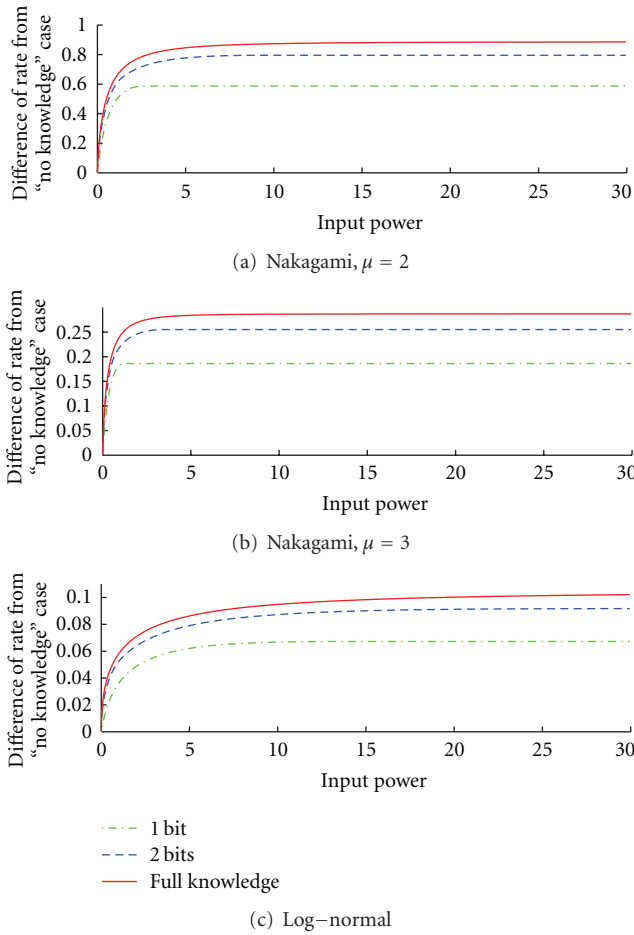 Difference of rate from
“no knowledge” case
1
0.8
0.6
0.4
0.2
0
0 5 10 15 20 25 30
Input power
(a) Nakagami, μ = 2
Difference of rate from
“no knowledge” case
0.25
0.2
0.15
0.1
0.05
0
0 5 10 15 20 25 30
Input power
(b) Nakagami, μ = 3
Difference of rate from
“no knowledge” case
0.1
0.08
0.06
0.04
0.02
0
0 5 10 15 20 25 30
Input power
1 bit
2 bits
Full knowledge
(c) Log−normal